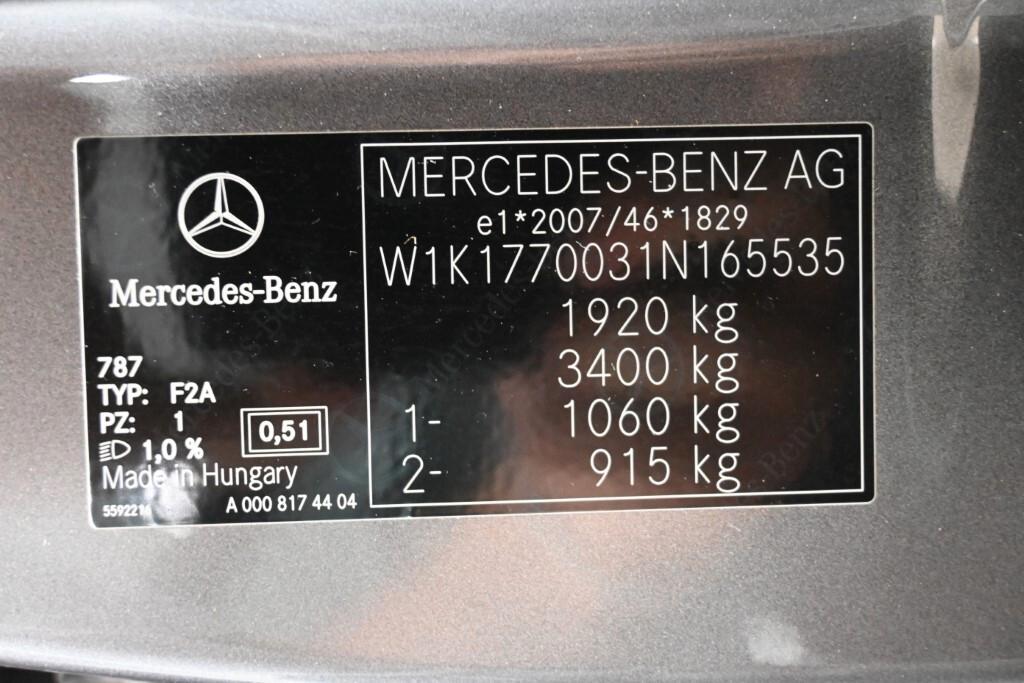 Mercedes-Benz
787
TYP: F2A
PZ: 1
1,0 %
0,51
Made in Hungary
A 000 817 44 04
MERCEDES-BENZ AG
e1*2007/46*1829
W1K1770031N165535
1920 kg
3400 kg
1- 1060 kg
2- 915 kg